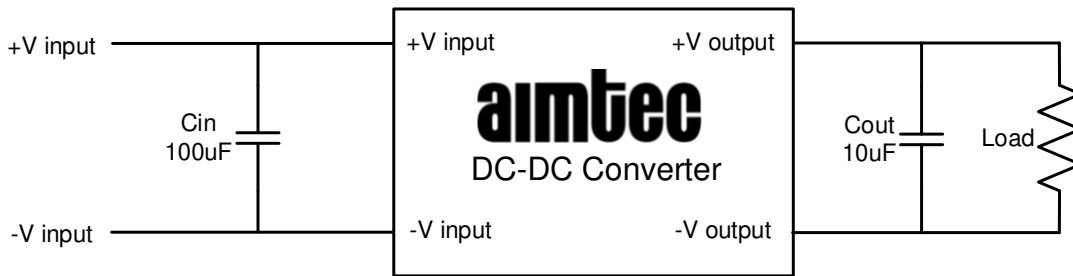 +V input
+V input
+V output
aimtec
DC-DC Converter
Cin
100uF
Cout
10uF
Load
-V input
-V input
-V output